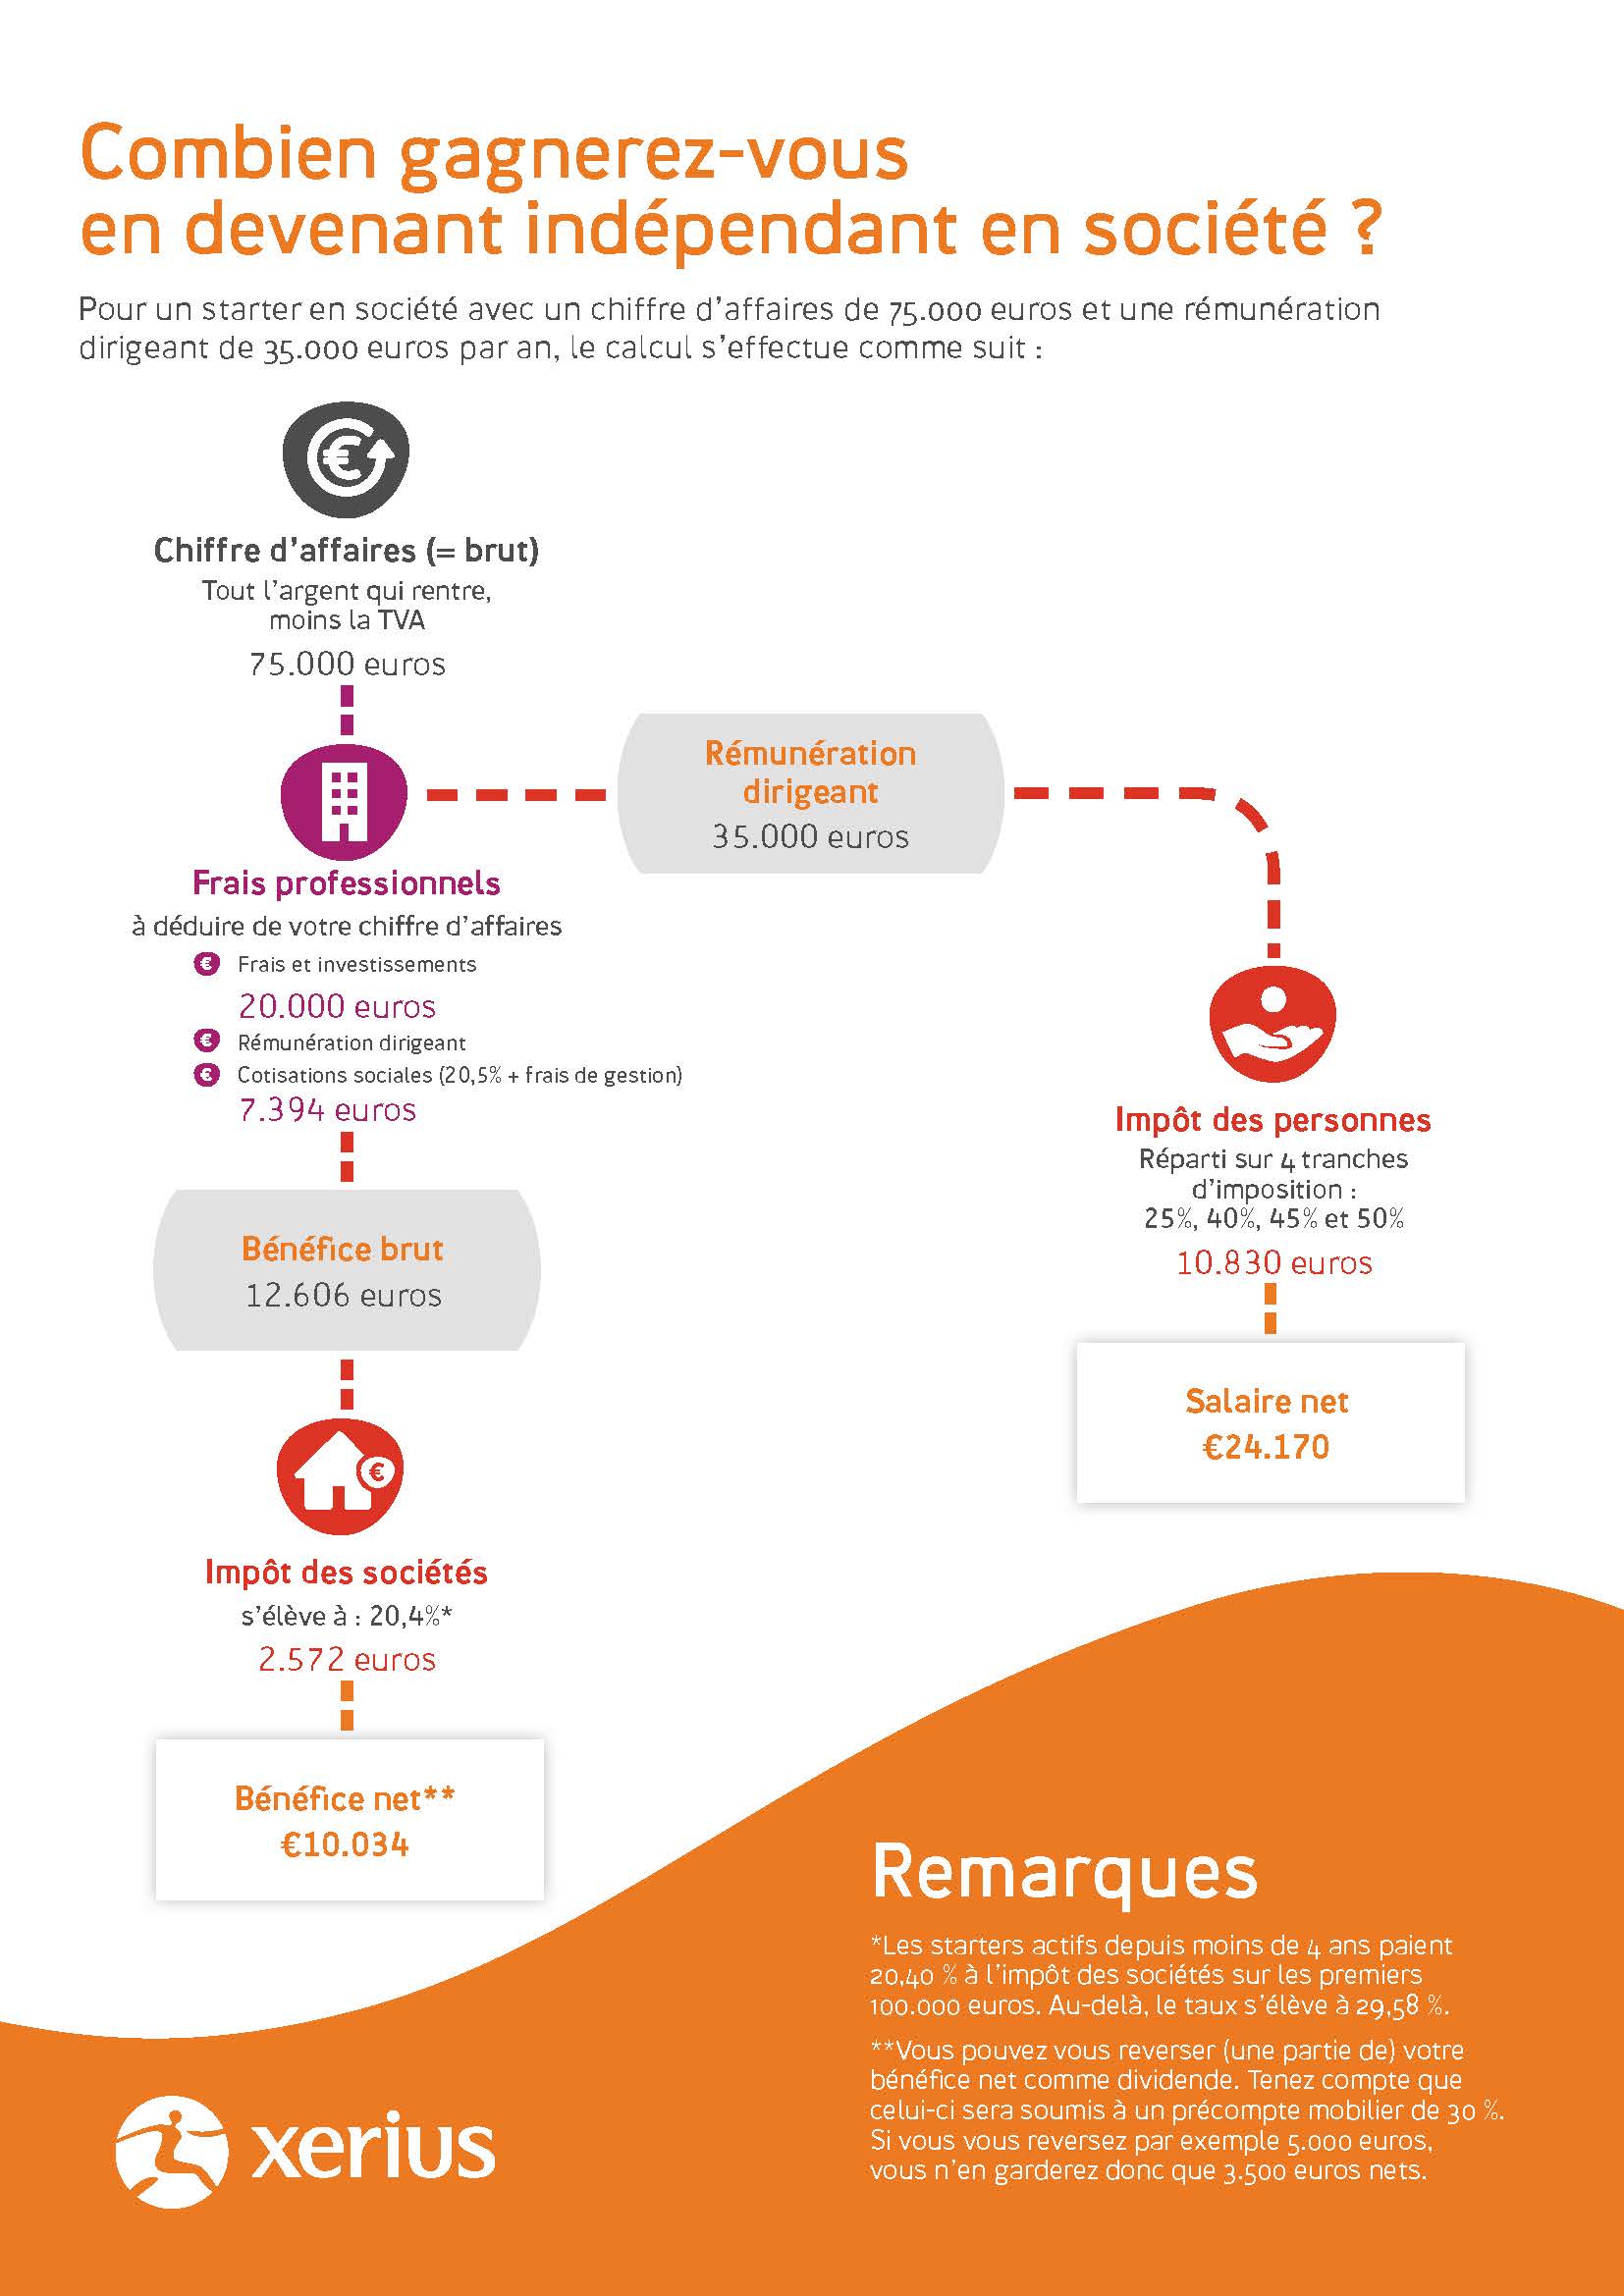 Combien gagnerez-vous
en devenant indépendant en société ?
Pour un starter en société avec un chiffre d'affaires de 75.000 euros et une rémunération
dirigeant de 35.000 euros par an, le calcul s'effectue comme suit :
€
Chiffre d'affaires (= brut)
Tout l'argent qui rentre,
moins la TVA
75.000 euros
Rémunération
dirigeant
35.000 euros
Frais professionnels
à déduire de votre chiffre d'affaires
€ Frais et investissements
20.000 euros
€ Rémunération dirigeant
€ Cotisations sociales (20,5% + frais de gestion)
7.394 euros
Impôt des personnes
Réparti sur 4 tranches
d'imposition :
25%, 40%, 45% et 50%
10.830 euros
Bénéfice brut
12.606 euros
Salaire net
€24.170
€
Impôt des sociétés
s'élève à : 20,4%*
2.572 euros
Bénéfice net**
€10.034
Remarques
*Les starters actifs depuis moins de 4 ans paient
20,40 % à l'impôt des sociétés sur les premiers
100.000 euros. Au-delà, le taux s'élève à 29,58 %.
**Vous pouvez vous reverser (une partie de) votre
bénéfice net comme dividende. Tenez compte que
celui-ci sera soumis à un précompte mobilier de 30 %.
Si vous vous reversez par exemple 5.000 euros,
vous n'en garderez donc que 3.500 euros nets.
xerius